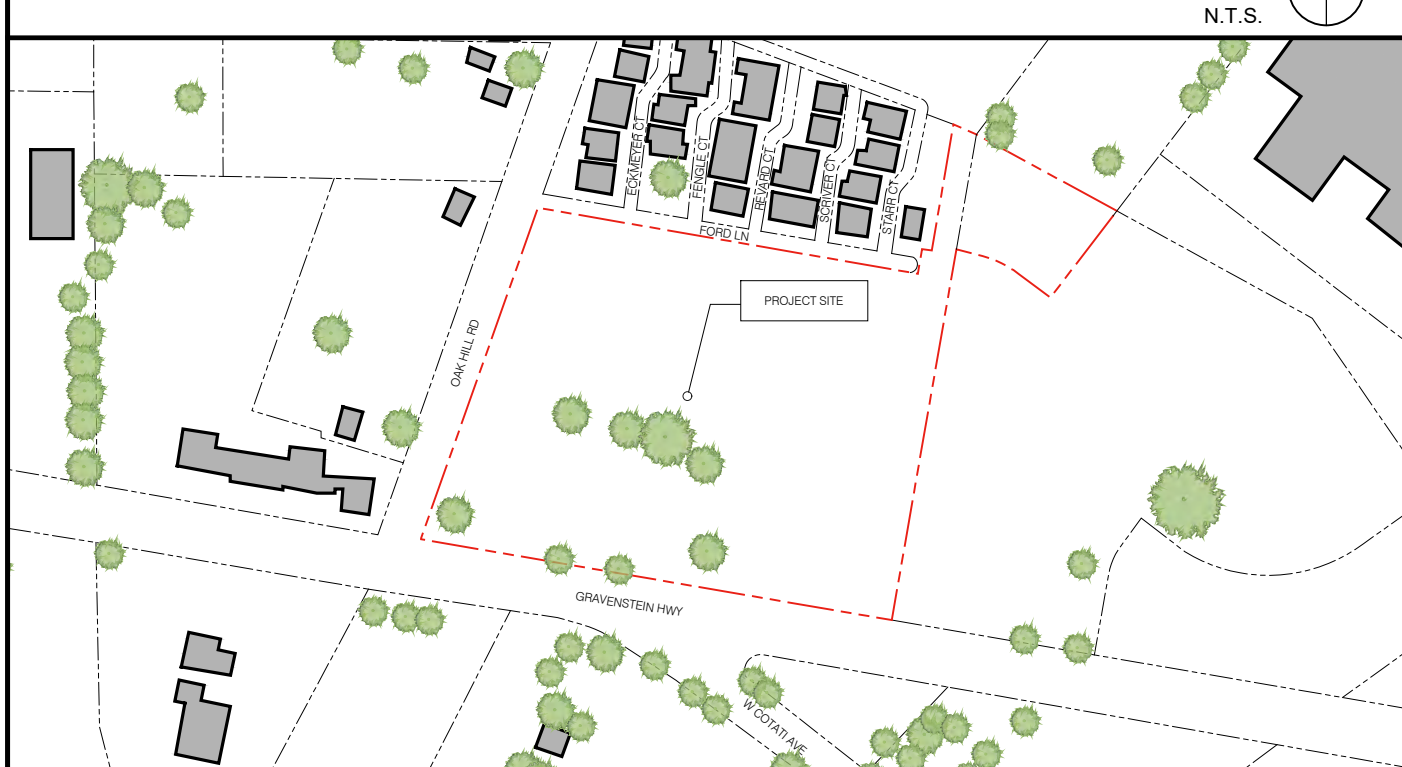 N.T.S.
ECKMEYER CT
FENGLE CT
REVARD CT
SCRIVER CT
STARR CT
FORD LN
PROJECT SITE
OAK HILL RD
GRAVENSTEIN HWY
W COTATI AVE